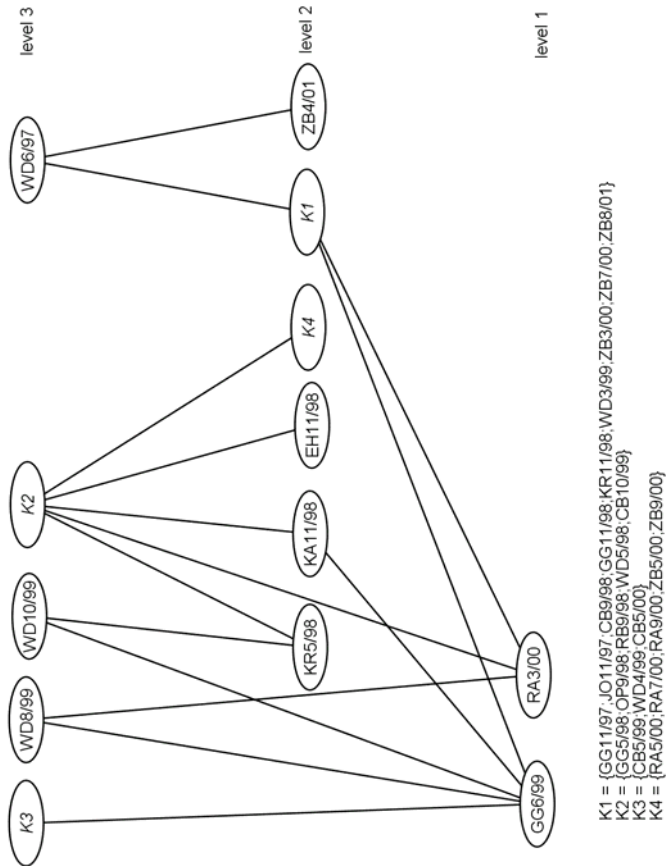 level 3
WD6/97
K2
WD10/99
WD8/99
K3
level 2
ZB4/01
K1
K4
EH11/98
KA11/98
KR5/98
level 1
RA3/00
GG6/99
K1 = {GG11/97;JO11/97;CB9/98;GG11/98;KR11/98;WD3/99;ZB3/00;ZB7/00;ZB8/01}
K2 = {GG5/98;OP9/98;RB9/98;WD5/98;CB10/99}
K3 = {CB5/99;WD4/99;CB5/00}
K4 = {RA5/00;RA7/00;RA9/00;ZB5/00;ZB9/00}